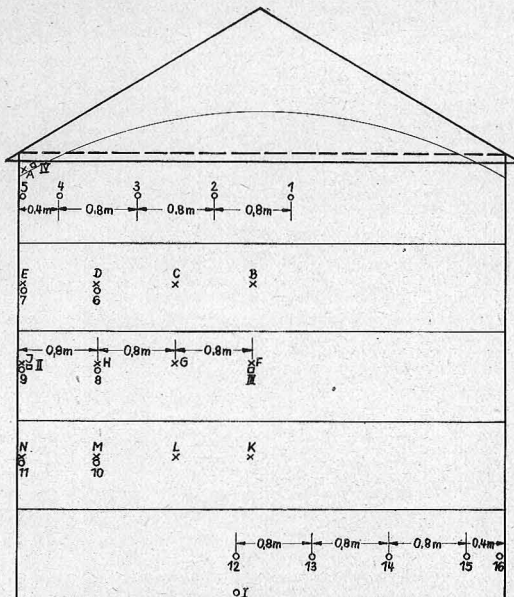 A IV
5 4 3 2 1
0.4m 0.8m 0,8m 0,8m
E D C B
7 6
0,8m 0,8m 0,8m
J II H G F
9 8 III
N M L K
11 10
0,8m 0,8m 0,8m 0.4m
12 13 14 15 16
I